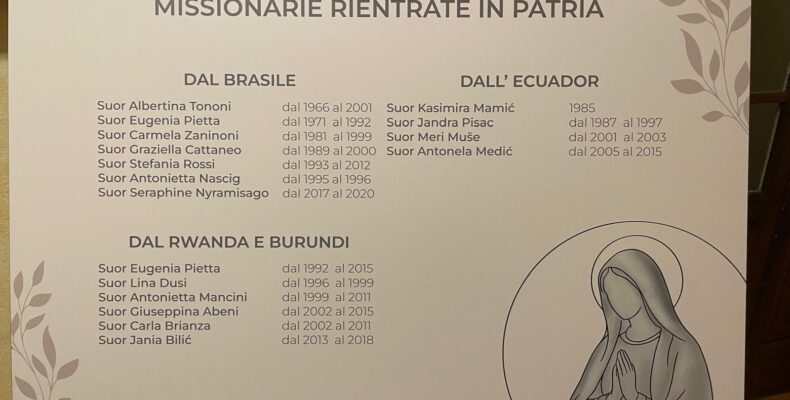 MISSIONARIE RIENTRATE IN PATRIA
DAL BRASILE
Suor Albertina Tononi dal 1966 al 2001
Suor Eugenia Pietta dal 1971 al 1992
Suor Carmela Zaninoni dal 1981 al 1999
Suor Graziella Cattaneo dal 1989 al 2000
Suor Stefania Rossi dal 1993 al 2012
Suor Antonietta Nascig dal 1995 al 1996
Suor Seraphine Nyramisago dal 2017 al 2020
DALL' ECUADOR
Suor Kasimira Mamić 1985
Suor Jandra Pisac dal 1987 al 1997
Suor Meri Muše dal 2001 al 2003
Suor Antonela Medić dal 2005 al 2015
DAL RWANDA E BURUNDI
Suor Eugenia Pietta dal 1992 al 2015
Suor Lina Dusi dal 1996 al 1999
Suor Antonietta Mancini dal 1999 al 2011
Suor Giuseppina Abeni dal 2002 al 2015
Suor Carla Brianza dal 2002 al 2011
Suor Jania Bilić dal 2013 al 2018